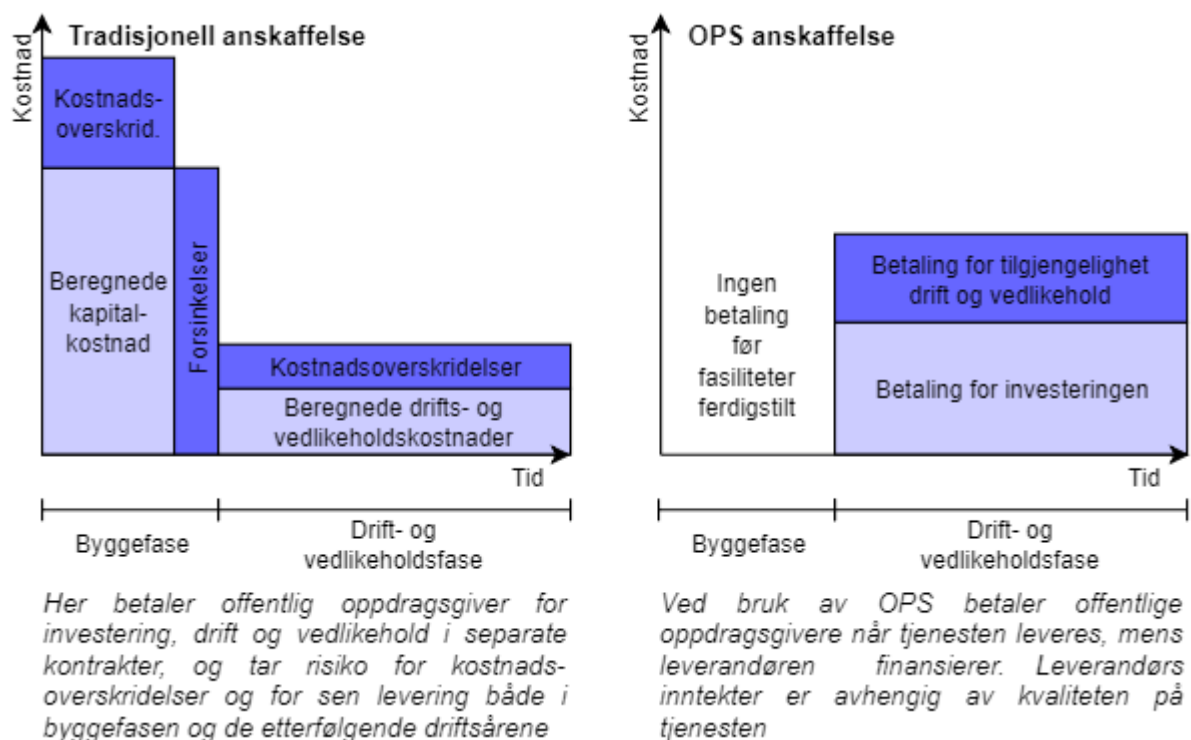 Tradisjonell anskaffelse
Kostnad
Kostnads-
overskrid.
Beregnede
kapital-
kostnad
Forsinkelser
Kostnadsoverskridelser
Beregnede drifts- og
vedlikeholdskostnader
Tid
Byggefase
Drift- og
vedlikeholdsfase
Her betaler offentlig oppdragsgiver for
investering, drift og vedlikehold i separate
kontrakter, og tar risiko for kostnads-
overskridelser og for sen levering både i
byggefasen og de etterfølgende driftsårene
OPS anskaffelse
Kostnad
Ingen
betaling
før
fasiliteter
ferdigstilt
Betaling for tilgjengelighet
drift og vedlikehold
Betaling for investeringen
Tid
Byggefase
Drift- og
vedlikeholdsfase
Ved bruk av OPS betaler offentlige
oppdragsgivere når tjenesten leveres, mens
leverandøren finansierer. Leverandørs
inntekter er avhengig av kvaliteten på
tjenesten